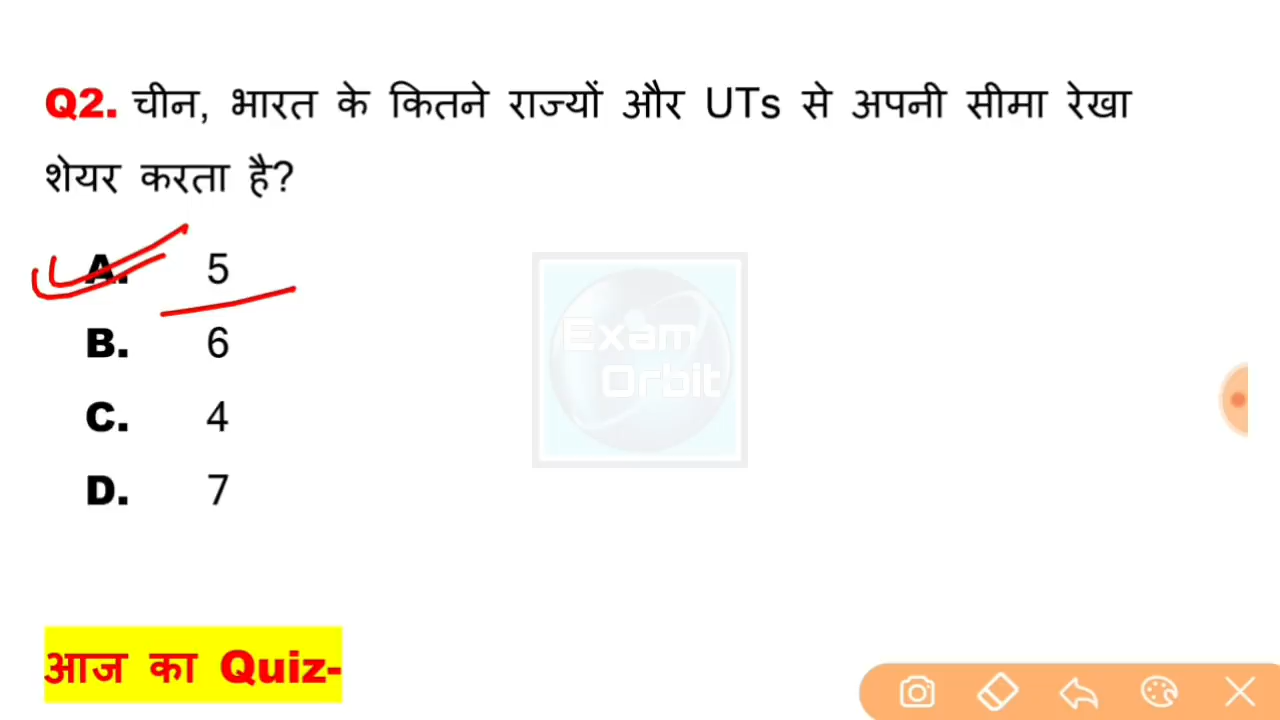 Q2. चीन, भारत के कितने राज्यों और UTs से अपनी सीमा रेखा
शेयर करता है?
A. 5
B. 6
C. 4
D. 7
Exam
Orbit
आज का Quiz-